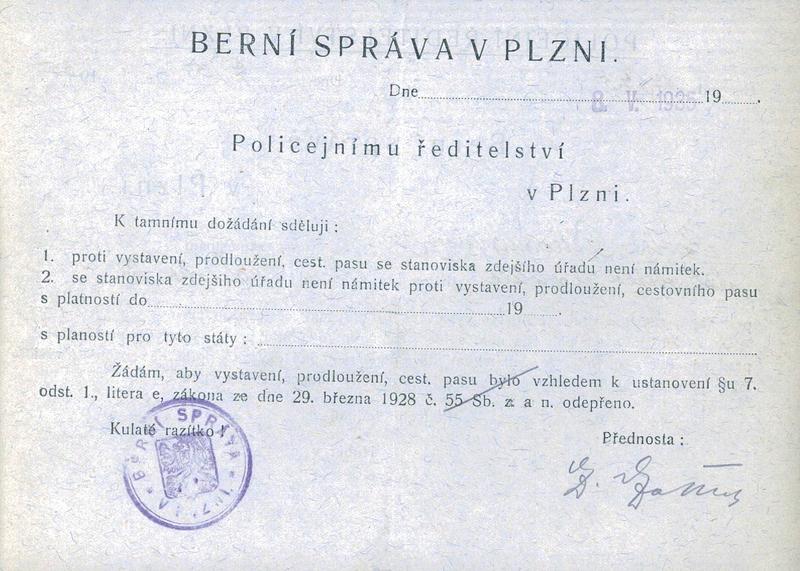 BERNÍ SPRÁVA V PLZNI.
Dne 8. V. 1935 19 .
Policejnímu ředitelství
v Plzni.
K tamnímu dožádání sděluji :
1. proti vystavení, prodloužení, cest. pasu se stanoviska zdejšího úřadu není námitek.
2. se stanoviska zdejšího úřadu není námitek proti vystavení, prodloužení, cestovního pasu
s platností do 19 .
s plaností pro tyto státy :
Žádám, aby vystavení, prodloužení, cest. pasu bylo vzhledem k ustanovení §u 7.
odst. 1., litera e, zákona ze dne 29. března 1928 č. 55 Sb. z. a n. odepřeno.
Kulaté razítko !
Přednosta :
BERNÍ SPRÁVA